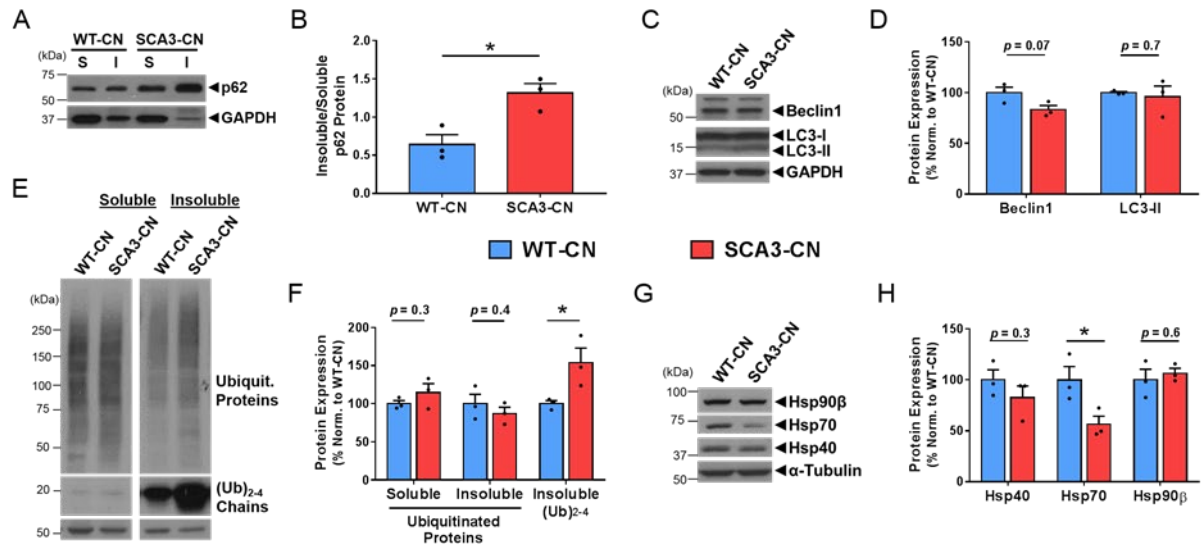 A
WT-CN SCA3-CN
(kDa) S I S I
75
50
◄p62
37
◄GAPDH
B
Insoluble/Soluble
p62 Protein
2.0
1.5
1.0
0.5
0.0
*
WT-CN SCA3-CN
C
WT-CN
SCA3-CN
(kDa)
50
◄Beclin1
◄LC3-I
15
◄LC3-II
37
◄GAPDH
D
Protein Expression
(% Norm. to WT-CN)
150
100
50
0
p = 0.07
p = 0.7
Beclin1 LC3-II
WT-CN SCA3-CN
E
Soluble Insoluble
WT-CN
SCA3-CN
WT-CN
SCA3-CN
(kDa)
250
150
100
75
50
20
50
Ubiquit.
Proteins
(Ub)2-4
Chains
F
Protein Expression
(% Norm. to WT-CN)
200
150
100
50
0
p = 0.3
p = 0.4
*
Soluble Insoluble Insoluble
(Ub)2-4
Ubiquitinated
Proteins
G
WT-CN
SCA3-CN
(kDa)
100
◄Hsp90β
75
◄Hsp70
50
◄Hsp40
37
◄α-Tubulin
50
H
Protein Expression
(% Norm. to WT-CN)
150
100
50
0
p = 0.3
*
p = 0.6
Hsp40 Hsp70 Hsp90β